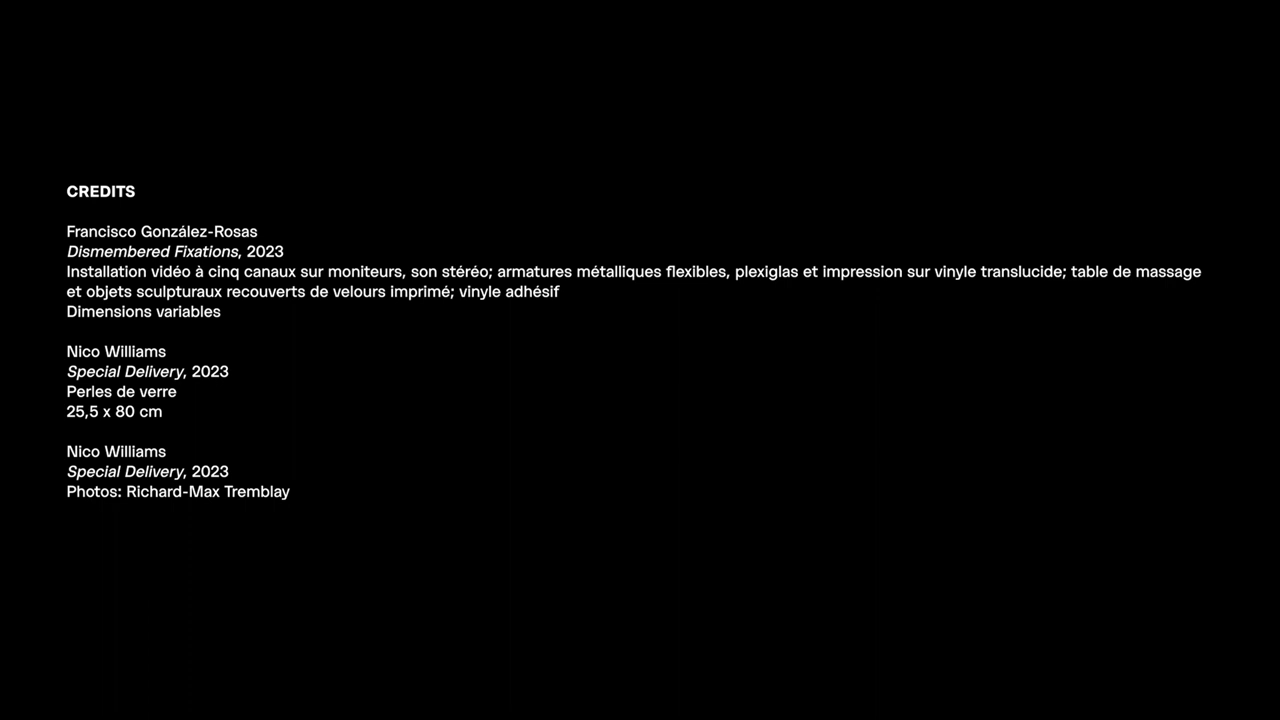 CREDITS
Francisco González-Rosas
Dismembered Fixations, 2023
Installation vidéo à cinq canaux sur moniteurs, son stéréo; armatures métalliques flexibles, plexiglas et impression sur vinyle translucide; table de massage
et objets sculpturaux recouverts de velours imprimé; vinyle adhésif
Dimensions variables
Nico Williams
Special Delivery, 2023
Perles de verre
25,5 x 80 cm
Nico Williams
Special Delivery, 2023
Photos: Richard-Max Tremblay